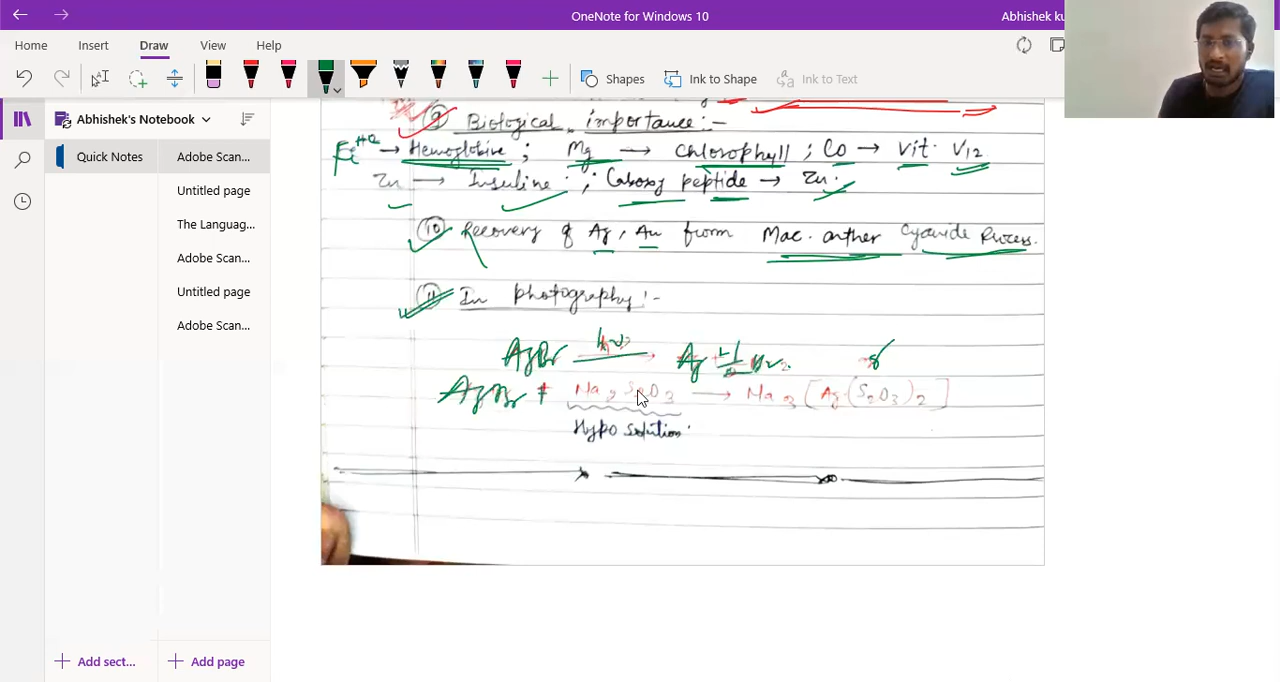 OneNote for Windows 10
Abhishek ku
Home Insert Draw View Help
Shapes Ink to Shape Ink to Text
Abhishek's Notebook
Quick Notes
Adobe Scan...
Untitled page
The Languag...
Adobe Scan...
Untitled page
Adobe Scan...
⑨ Biological importance:-
Fe+2 → Hemoglobine ; Mg → Chlorophyll ; Co → Vit. V12
Zn → Insuline ; Caboxy peptide → Zn.
⑩ Recovery of Ag, Au from Mac. arther Cyanide Process.
⑪ In photography:-
AgBr hν → Ag + 1/2 Br2.
AgBr + Na2S2O3 → Na3[Ag(S2O3)2]
Hypo solution
+ Add sect... + Add page